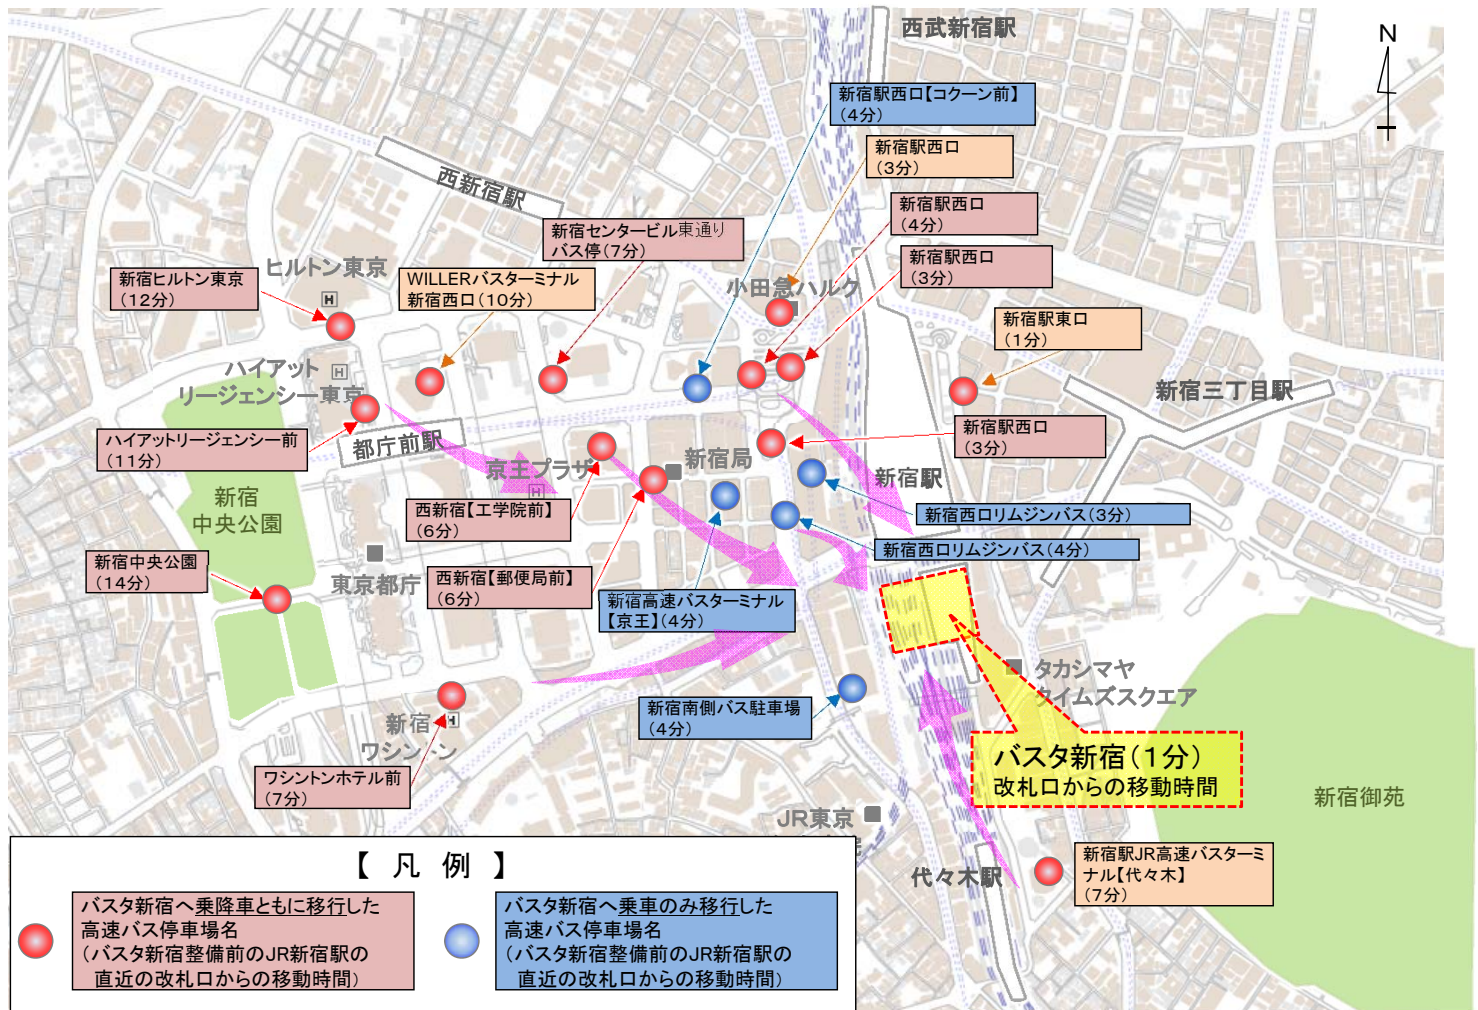 西武新宿駅
N
新宿駅西口【コクーン前】
(4分)
新宿駅西口
(3分)
西新宿駅
新宿駅西口
(4分)
新宿センタービル東通り
バス停(7分)
新宿駅西口
(3分)
ヒルトン東京
新宿ヒルトン東京
(12分)
H
WILLERバスターミナル
新宿西口(10分)
小田急ハルク
新宿駅東口
(1分)
ハイアット
リージェンシー東京
H
新宿三丁目駅
ハイアットリージェンシー前
(11分)
都庁前駅
新宿駅西口
(3分)
京王プラザ
H
新宿局
新宿駅
新宿
中央公園
西新宿【工学院前】
(6分)
新宿西口リムジンバス(3分)
新宿西口リムジンバス(4分)
新宿中央公園
(14分)
東京都庁
西新宿【郵便局前】
(6分)
新宿高速バスターミナル
【京王】(4分)
タカシマヤ
タイムズスクエア
新宿南側バス駐車場
(4分)
新宿
ワシントン
H
バスタ新宿(1分)
改札口からの移動時間
ワシントンホテル前
(7分)
新宿御苑
JR東京
代々木駅
新宿駅JR高速バスターミ
ナル【代々木】
(7分)
【 凡 例 】
バスタ新宿へ乗降車ともに移行した
高速バス停車場名
(バスタ新宿整備前のJR新宿駅の
直近の改札口からの移動時間)
バスタ新宿へ乗車のみ移行した
高速バス停車場名
(バスタ新宿整備前のJR新宿駅の
直近の改札口からの移動時間)